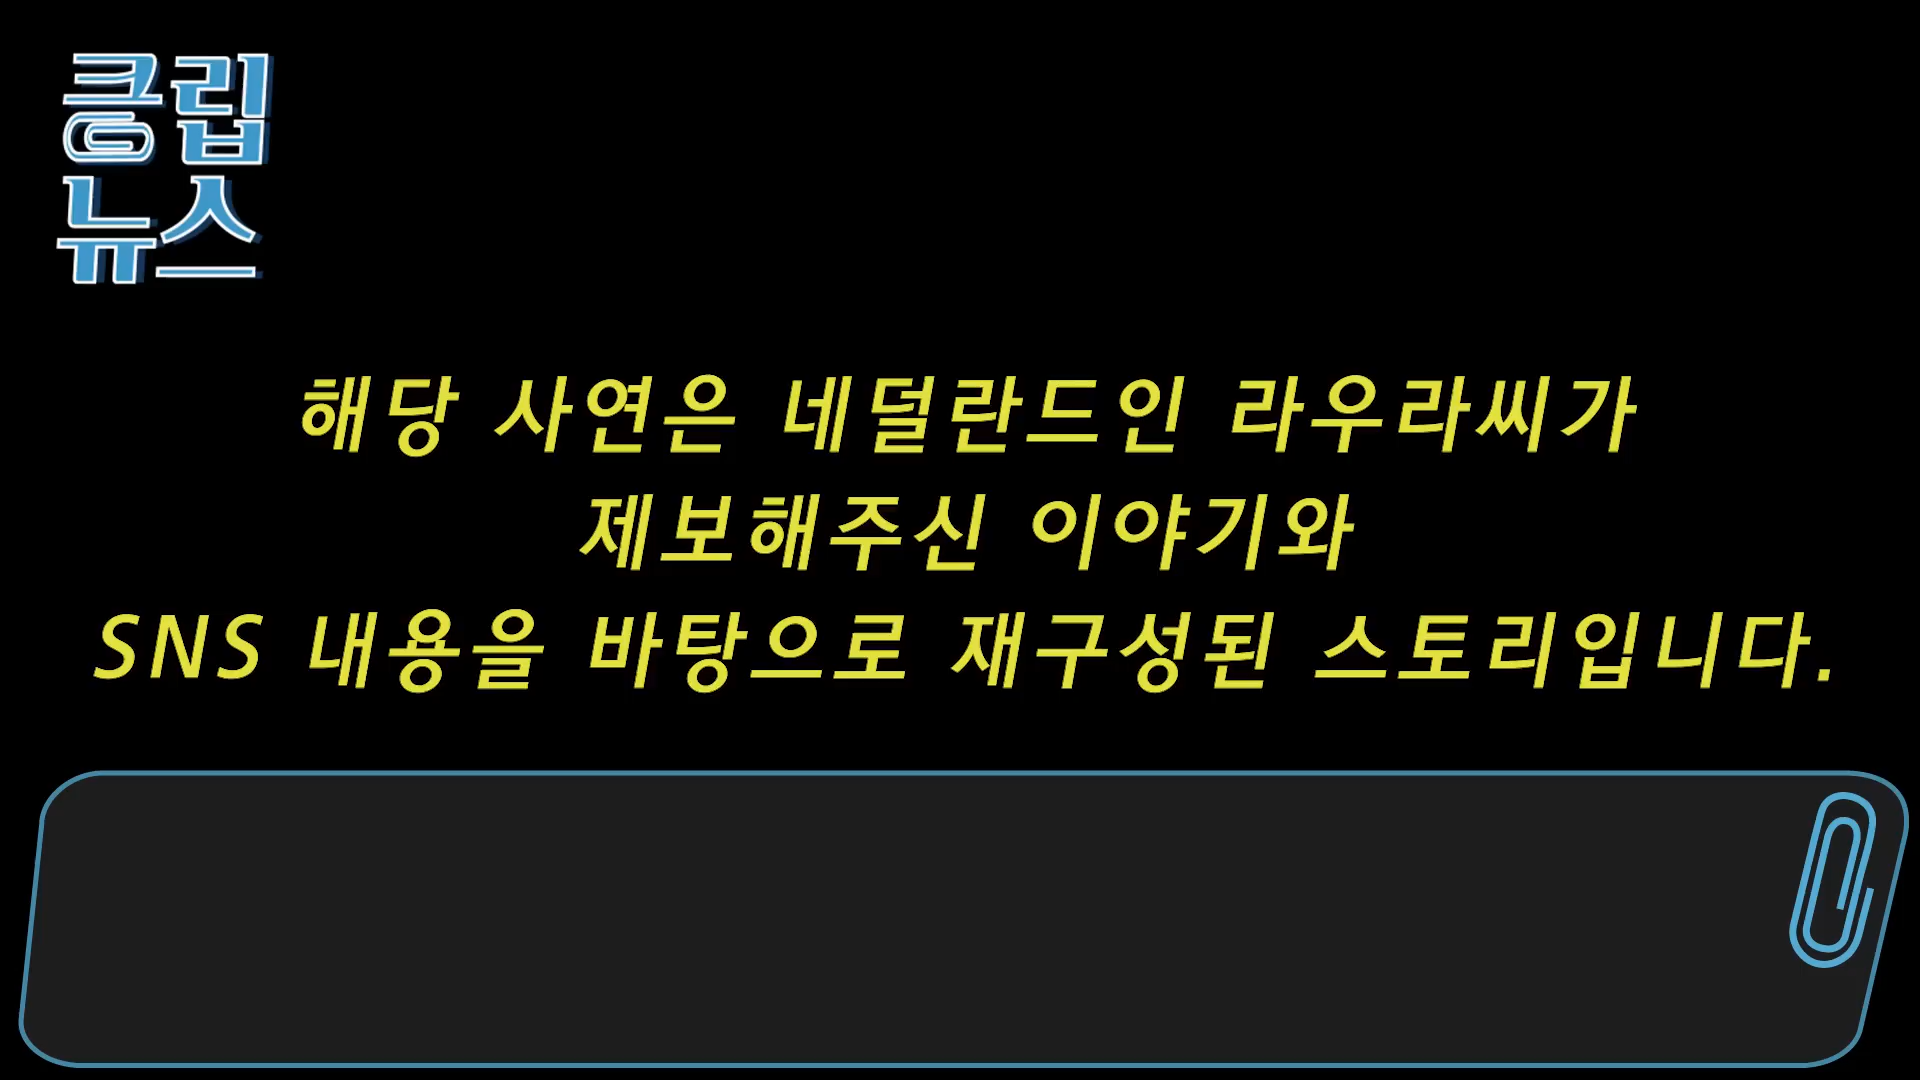 클립
뉴스
해당 사연은 네덜란드인 라우라씨가
제보해주신 이야기와
SNS 내용을 바탕으로 재구성된 스토리입니다.